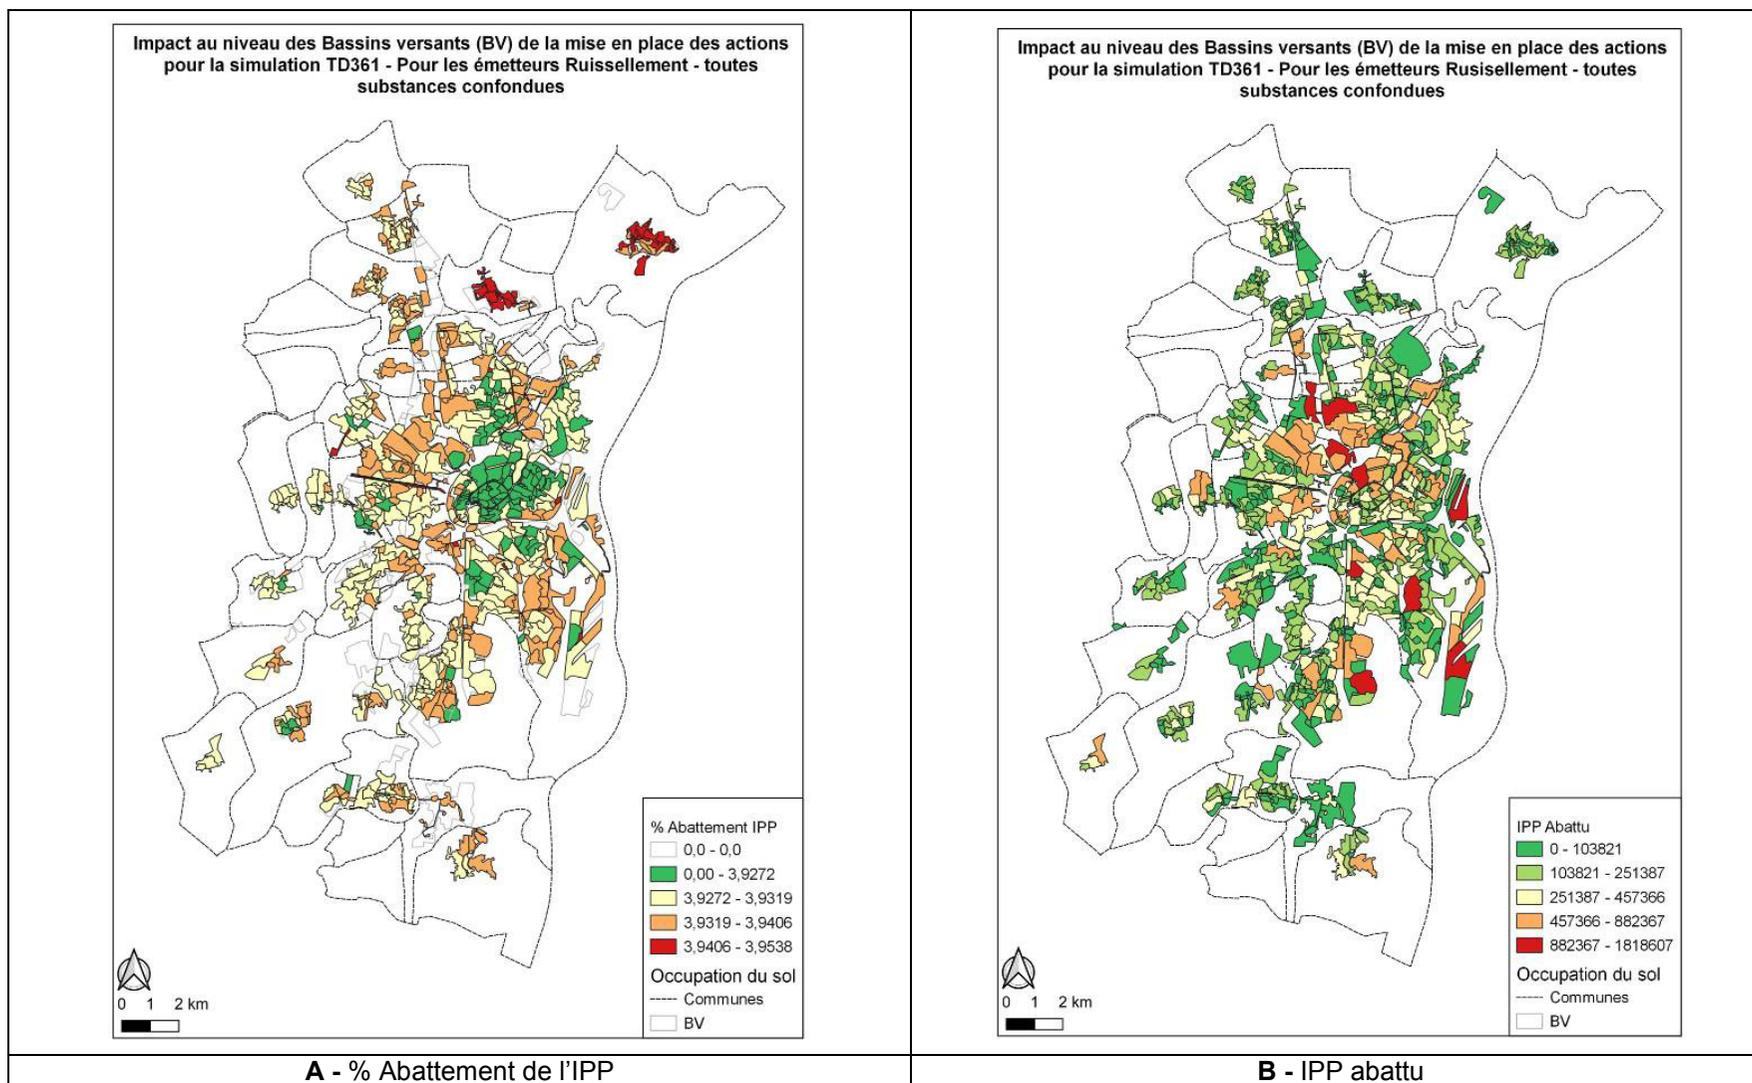 Impact au niveau des Bassins versants (BV) de la mise en place des actions
pour la simulation TD361 - Pour les émetteurs Ruissellement - toutes
substances confondues
% Abattement IPP
0,0 - 0,0
0,00 - 3,9272
3,9272 - 3,9319
3,9319 - 3,9406
3,9406 - 3,9538
Occupation du sol
Communes
BV
0 1 2 km
A - % Abattement de l'IPP
Impact au niveau des Bassins versants (BV) de la mise en place des actions
pour la simulation TD361 - Pour les émetteurs Rusisellement - toutes
substances confondues
IPP Abattu
0 - 103821
103821 - 251387
251387 - 457366
457366 - 882367
882367 - 1818607
Occupation du sol
Communes
BV
0 1 2 km
B - IPP abattu